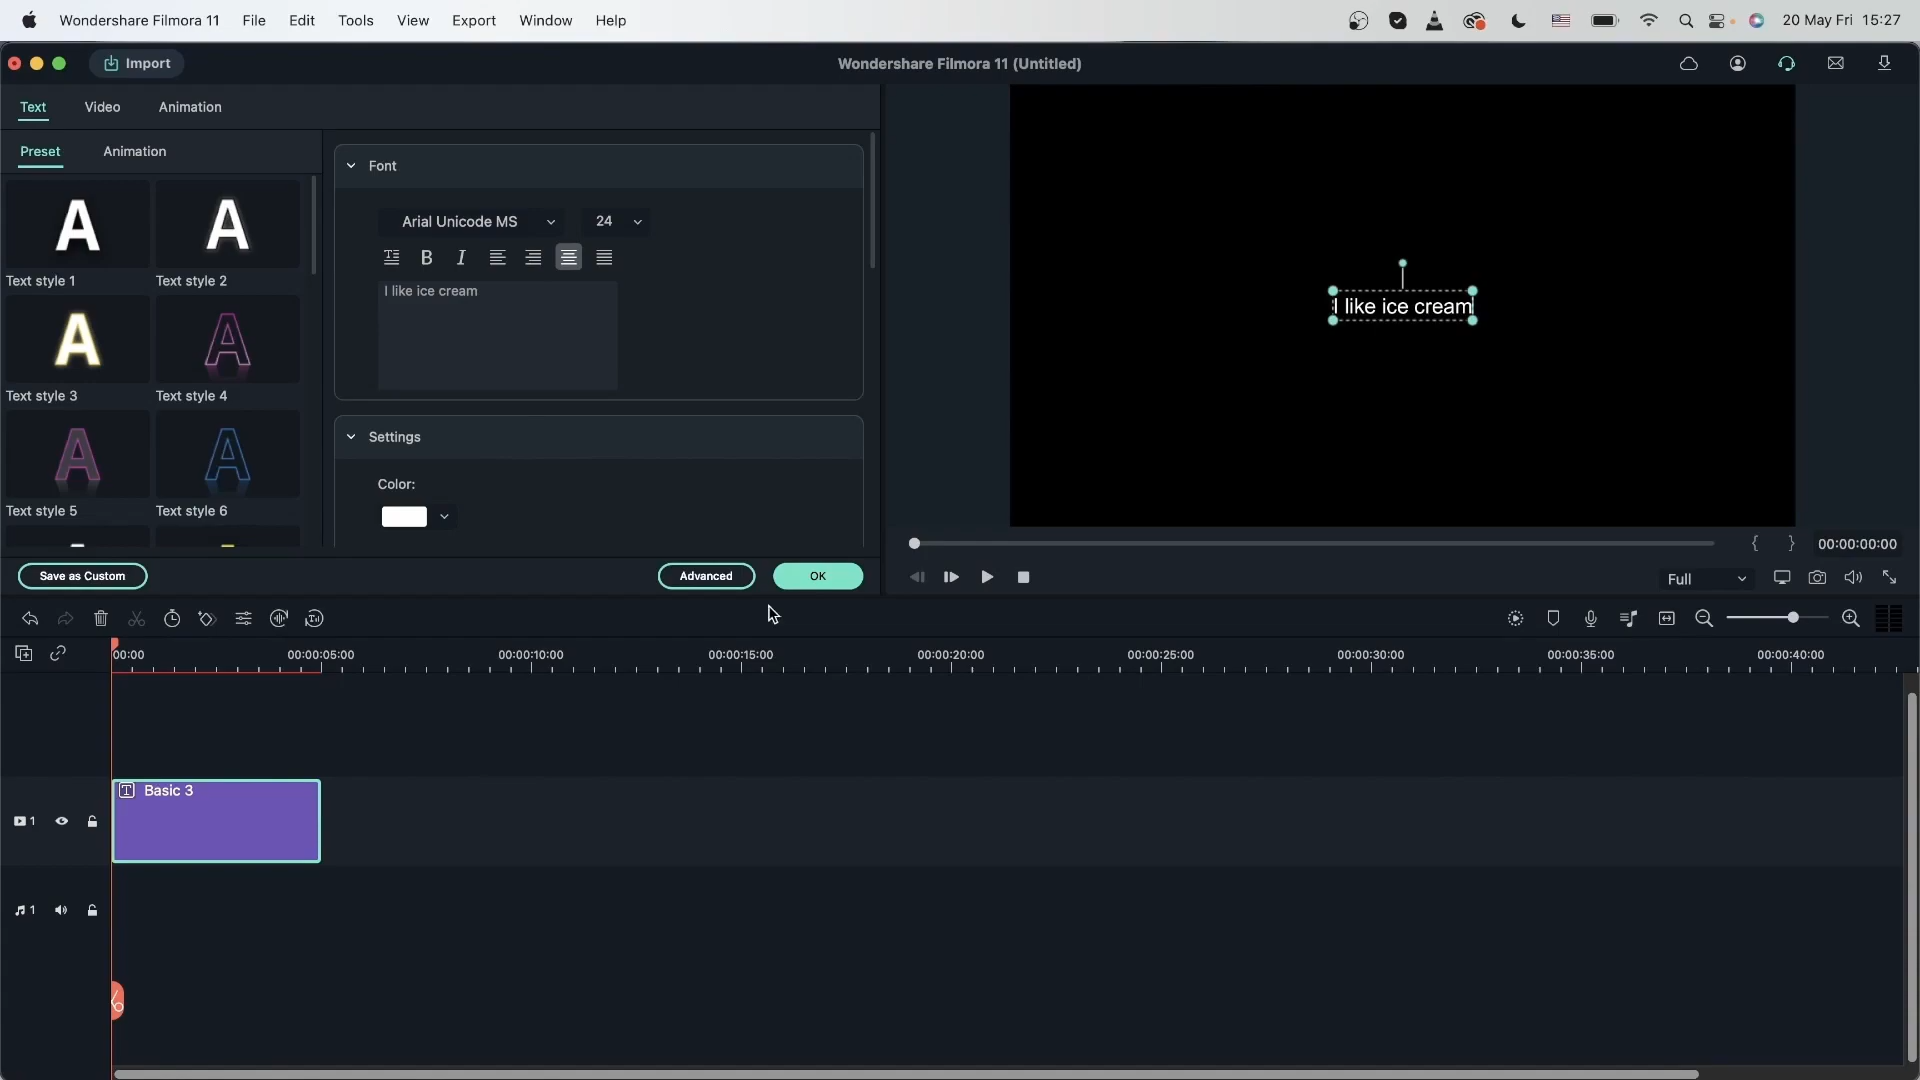 Wondershare Filmora 11 File Edit Tools View Export Window Help 20 May Fri 15:27
Import Wondershare Filmora 11 (Untitled)
Text Video Animation
Preset Animation
A A
Text style 1 Text style 2
A A
Text style 3 Text style 4
A A
Text style 5 Text style 6
Font
Arial Unicode MS 24
B I
I like ice cream
Settings
Color:
Save as Custom Advanced OK
I like ice cream
{ } 00:00:00:00
Full
00:00 00:00:05:00 00:00:10:00 00:00:15:00 00:00:20:00 00:00:25:00 00:00:30:00 00:00:35:00 00:00:40:00
T Basic 3
1
1